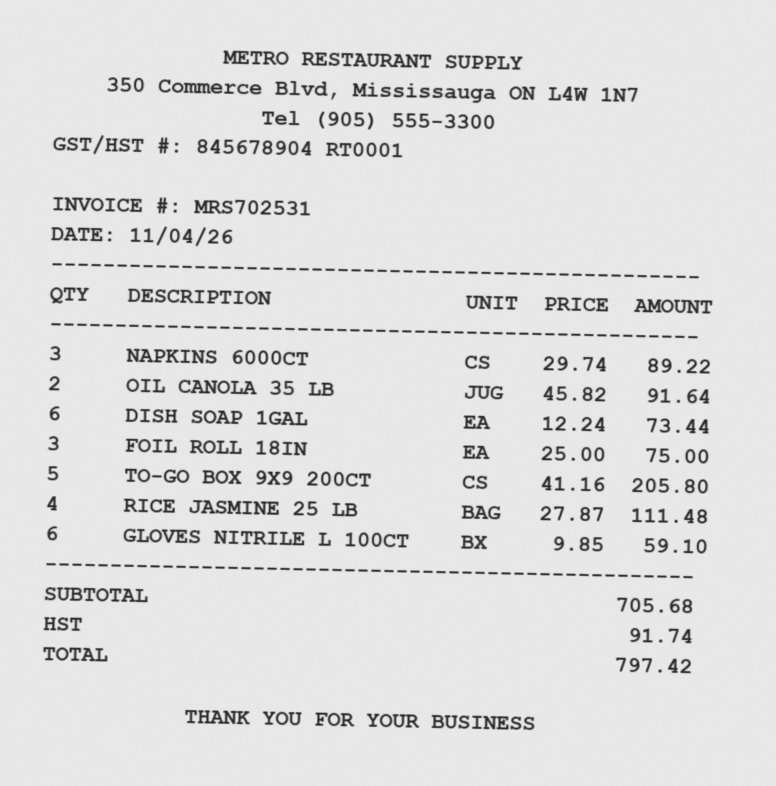 METRO RESTAURANT SUPPLY
350 Commerce Blvd, Mississauga ON L4W 1N7
Tel (905) 555-3300
GST/HST #: 845678904 RT0001
INVOICE #: MRS702531
DATE: 11/04/26
--------------------------------------------------
QTY DESCRIPTION UNIT PRICE AMOUNT
--------------------------------------------------
3 NAPKINS 6000CT CS 29.74 89.22
2 OIL CANOLA 35 LB JUG 45.82 91.64
6 DISH SOAP 1GAL EA 12.24 73.44
3 FOIL ROLL 18IN EA 25.00 75.00
5 TO-GO BOX 9X9 200CT CS 41.16 205.80
4 RICE JASMINE 25 LB BAG 27.87 111.48
6 GLOVES NITRILE L 100CT BX 9.85 59.10
--------------------------------------------------
SUBTOTAL 705.68
HST 91.74
TOTAL 797.42
THANK YOU FOR YOUR BUSINESS